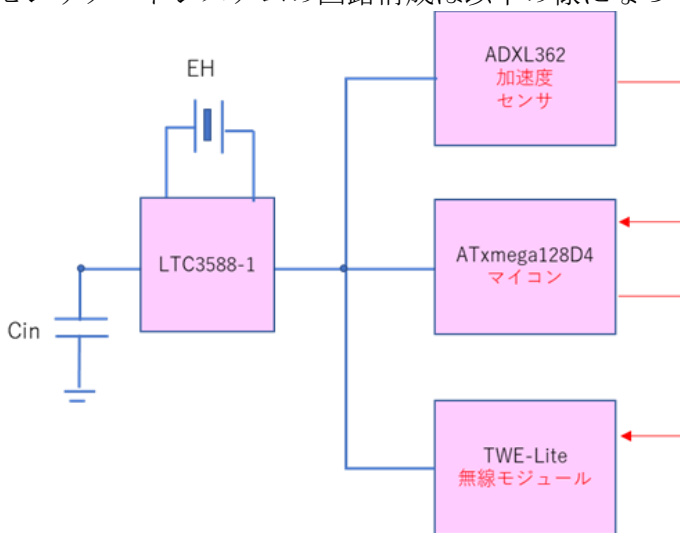 EH
ADXL362
加速度
センサ
LTC3588-1
ATxmega128D4
マイコン
Cin
TWE-Lite
無線モジュール